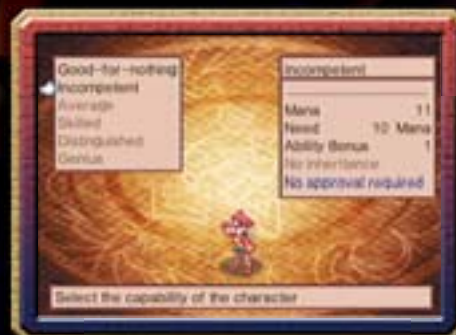 Good-for-nothing
Incompetent
Average
Skilled
Distinguished
Genius
Incompetent
Mana 11
Need 10 Mana
Ability Bonus 1
No inheritance
No approval required
Select the capability of the character